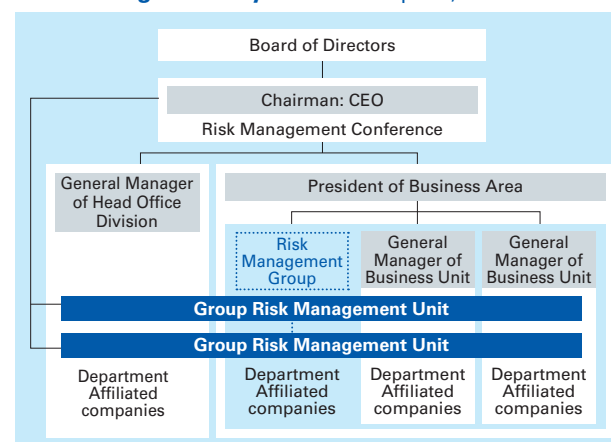 Board of Directors
Chairman: CEO
Risk Management Conference
General Manager
of Head Office
Division
President of Business Area
Risk
Management
Group
General
Manager of
Business Unit
General
Manager of
Business Unit
Group Risk Management Unit
Group Risk Management Unit
Department
Affiliated
companies
Department
Affiliated
companies
Department
Affiliated
companies
Department
Affiliated
companies